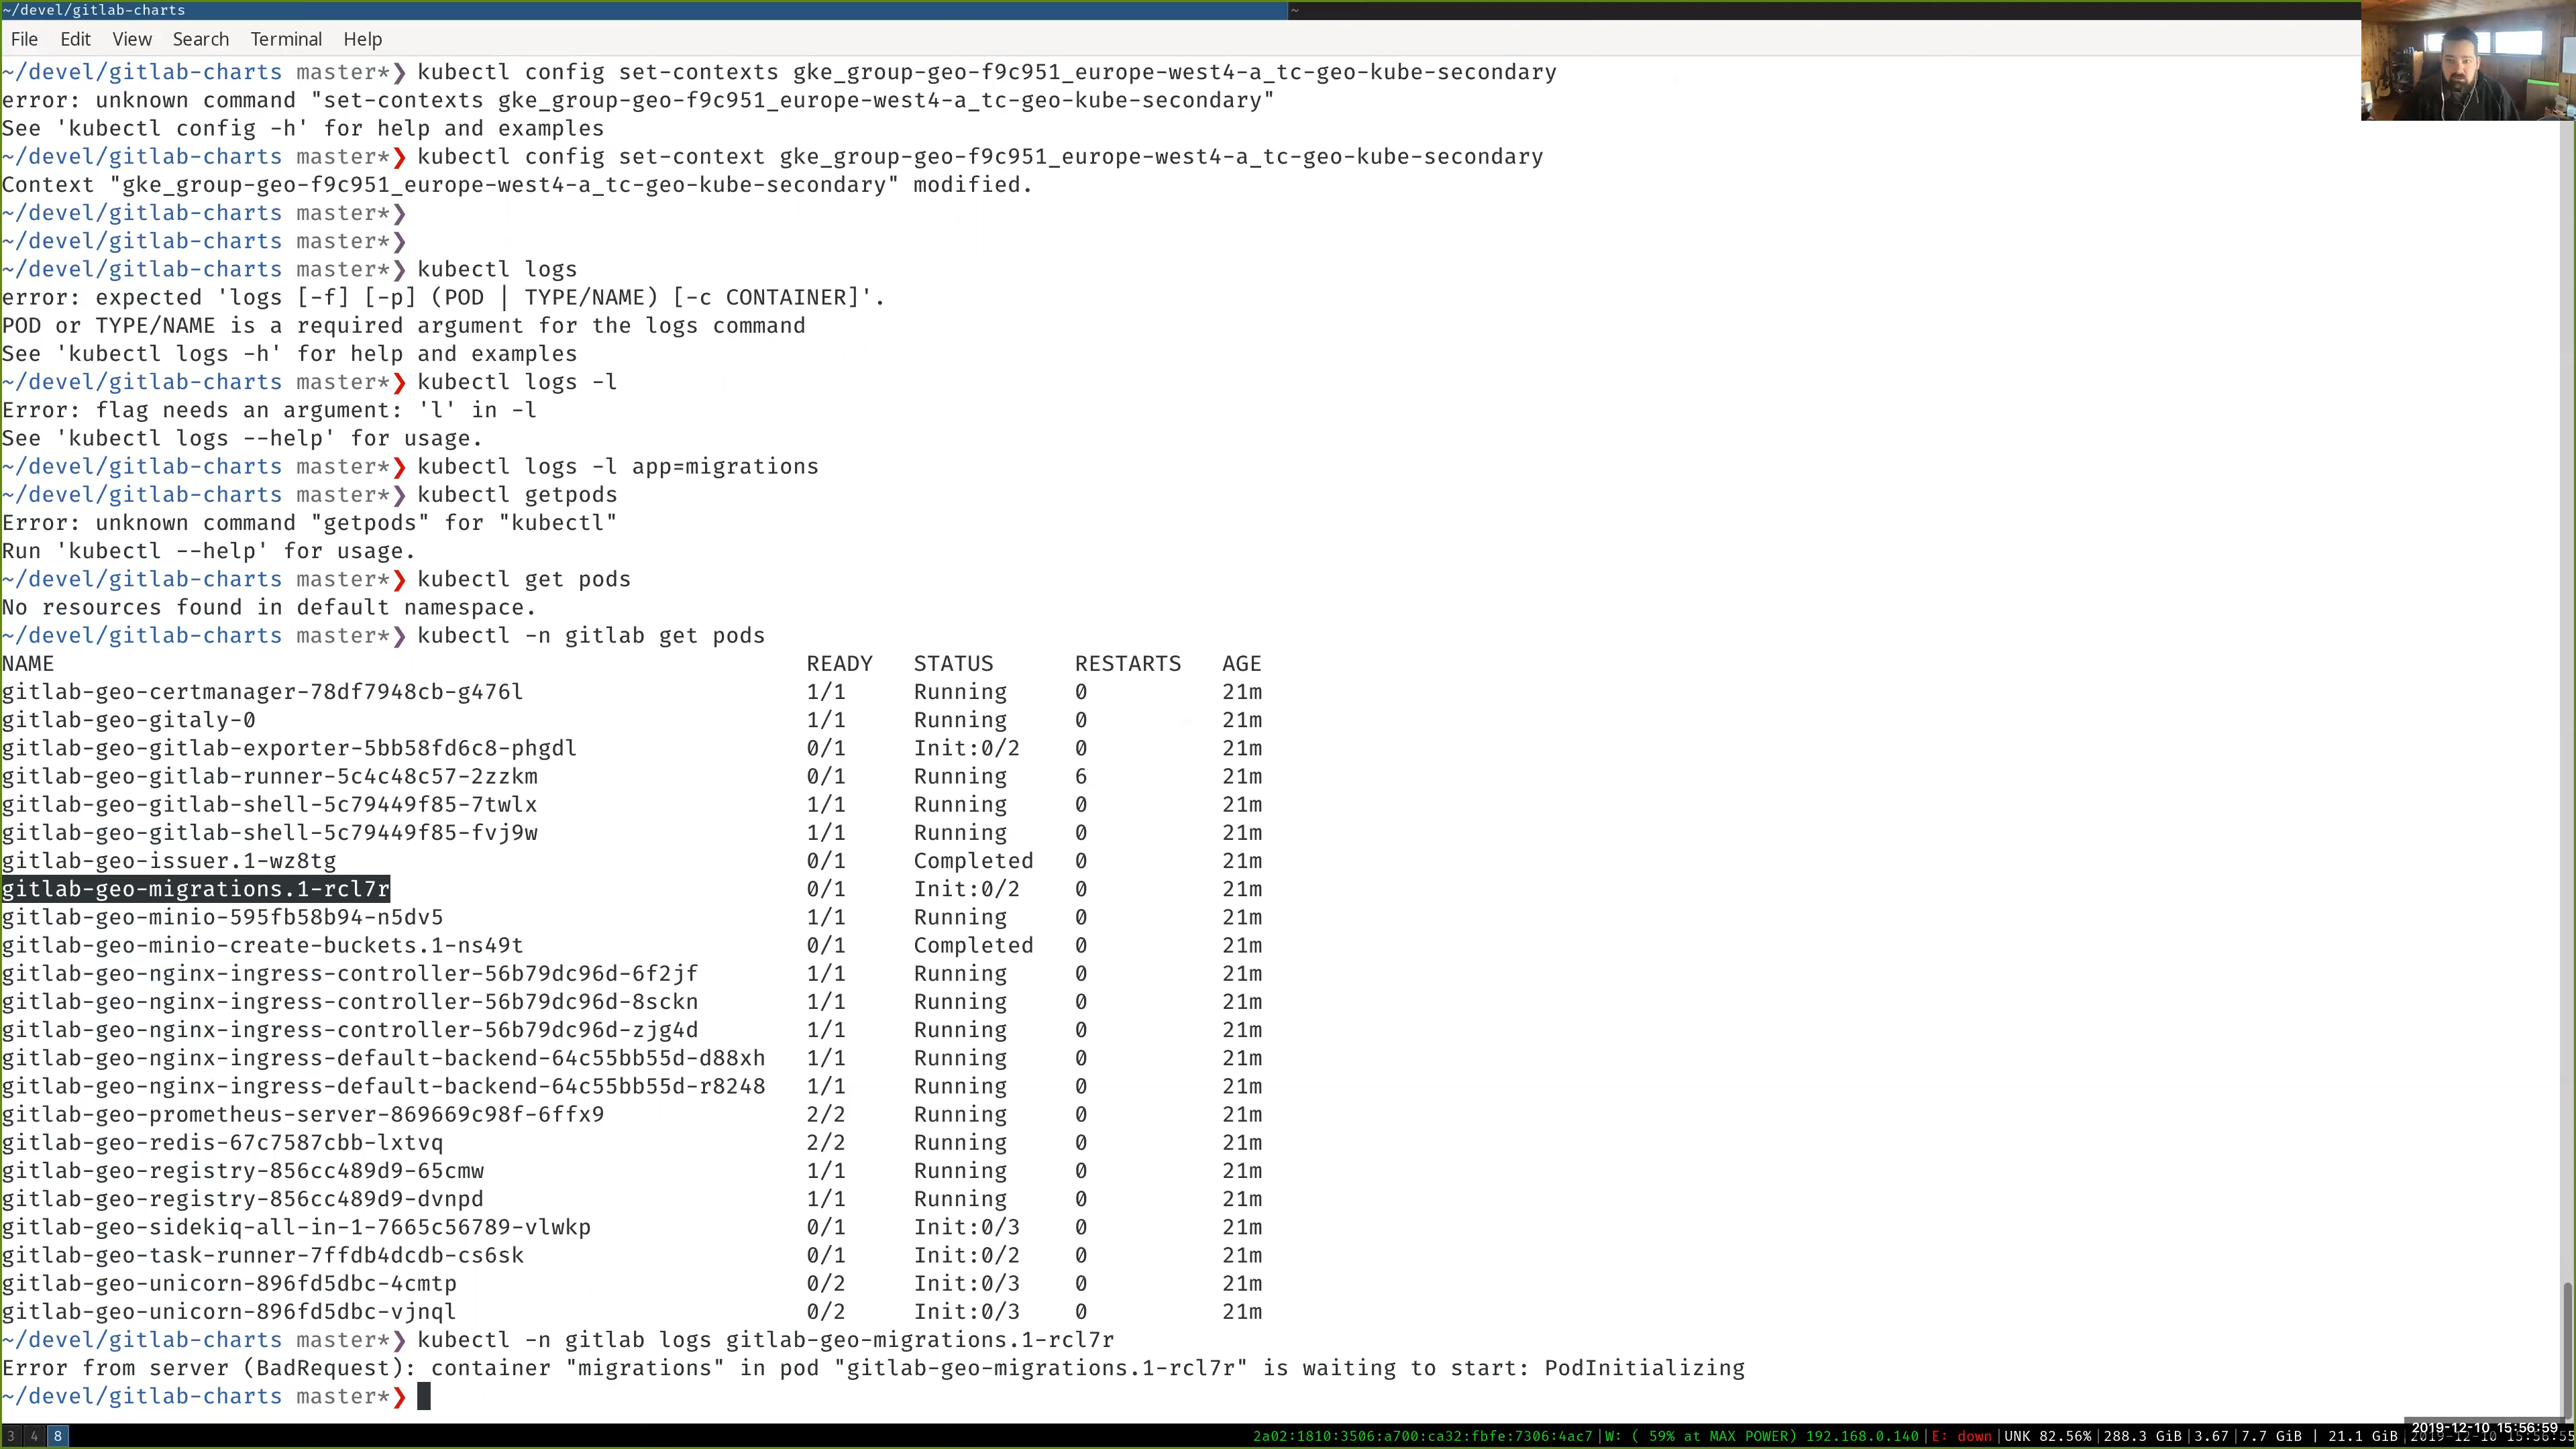 ~/devel/gitlab-charts
~
File Edit View Search Terminal Help
~/devel/gitlab-charts master*❯ kubectl config set-contexts gke_group-geo-f9c951_europe-west4-a_tc-geo-kube-secondary
error: unknown command "set-contexts gke_group-geo-f9c951_europe-west4-a_tc-geo-kube-secondary"
See 'kubectl config -h' for help and examples
~/devel/gitlab-charts master*❯ kubectl config set-context gke_group-geo-f9c951_europe-west4-a_tc-geo-kube-secondary
Context "gke_group-geo-f9c951_europe-west4-a_tc-geo-kube-secondary" modified.
~/devel/gitlab-charts master*❯
~/devel/gitlab-charts master*❯
~/devel/gitlab-charts master*❯ kubectl logs
error: expected 'logs [-f] [-p] (POD | TYPE/NAME) [-c CONTAINER]'.
POD or TYPE/NAME is a required argument for the logs command
See 'kubectl logs -h' for help and examples
~/devel/gitlab-charts master*❯ kubectl logs -l
Error: flag needs an argument: 'l' in -l
See 'kubectl logs --help' for usage.
~/devel/gitlab-charts master*❯ kubectl logs -l app=migrations
~/devel/gitlab-charts master*❯ kubectl getpods
Error: unknown command "getpods" for "kubectl"
Run 'kubectl --help' for usage.
~/devel/gitlab-charts master*❯ kubectl get pods
No resources found in default namespace.
~/devel/gitlab-charts master*❯ kubectl -n gitlab get pods
NAME READY STATUS RESTARTS AGE
gitlab-geo-certmanager-78df7948cb-g476l 1/1 Running 0 21m
gitlab-geo-gitaly-0 1/1 Running 0 21m
gitlab-geo-gitlab-exporter-5bb58fd6c8-phgdl 0/1 Init:0/2 0 21m
gitlab-geo-gitlab-runner-5c4c48c57-2zzkm 0/1 Running 6 21m
gitlab-geo-gitlab-shell-5c79449f85-7twlx 1/1 Running 0 21m
gitlab-geo-gitlab-shell-5c79449f85-fvj9w 1/1 Running 0 21m
gitlab-geo-issuer.1-wz8tg 0/1 Completed 0 21m
gitlab-geo-migrations.1-rcl7r 0/1 Init:0/2 0 21m
gitlab-geo-minio-595fb58b94-n5dv5 1/1 Running 0 21m
gitlab-geo-minio-create-buckets.1-ns49t 0/1 Completed 0 21m
gitlab-geo-nginx-ingress-controller-56b79dc96d-6f2jf 1/1 Running 0 21m
gitlab-geo-nginx-ingress-controller-56b79dc96d-8sckn 1/1 Running 0 21m
gitlab-geo-nginx-ingress-controller-56b79dc96d-zjg4d 1/1 Running 0 21m
gitlab-geo-nginx-ingress-default-backend-64c55bb55d-d88xh 1/1 Running 0 21m
gitlab-geo-nginx-ingress-default-backend-64c55bb55d-r8248 1/1 Running 0 21m
gitlab-geo-prometheus-server-869669c98f-6ffx9 2/2 Running 0 21m
gitlab-geo-redis-67c7587cbb-lxtvq 2/2 Running 0 21m
gitlab-geo-registry-856cc489d9-65cmw 1/1 Running 0 21m
gitlab-geo-registry-856cc489d9-dvnpd 1/1 Running 0 21m
gitlab-geo-sidekiq-all-in-1-7665c56789-vlwkp 0/1 Init:0/3 0 21m
gitlab-geo-task-runner-7ffdb4dcdb-cs6sk 0/1 Init:0/2 0 21m
gitlab-geo-unicorn-896fd5dbc-4cmtp 0/2 Init:0/3 0 21m
gitlab-geo-unicorn-896fd5dbc-vjnql 0/2 Init:0/3 0 21m
~/devel/gitlab-charts master*❯ kubectl -n gitlab logs gitlab-geo-migrations.1-rcl7r
Error from server (BadRequest): container "migrations" in pod "gitlab-geo-migrations.1-rcl7r" is waiting to start: PodInitializing
~/devel/gitlab-charts master*❯
2019-12-10 15:56:59
3 4 8 2a02:1810:3506:a700:ca32:fbfe:7306:4ac7|W: ( 59% at MAX POWER) 192.168.0.140|E: down|UNK 82.56%|288.3 GiB|3.67|7.7 GiB | 21.1 GiB